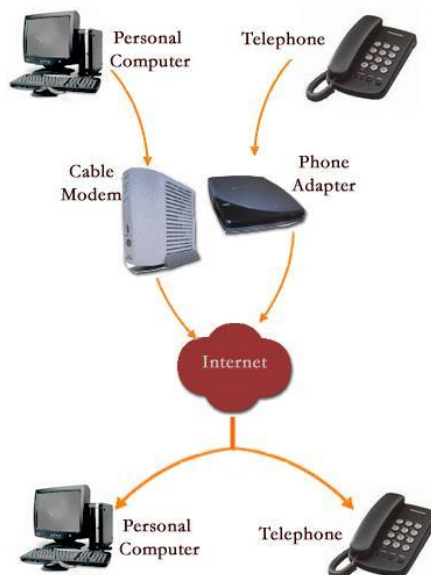 Personal
Computer
Telephone
Cable
Modem
Phone
Adapter
Internet
Personal
Computer
Telephone